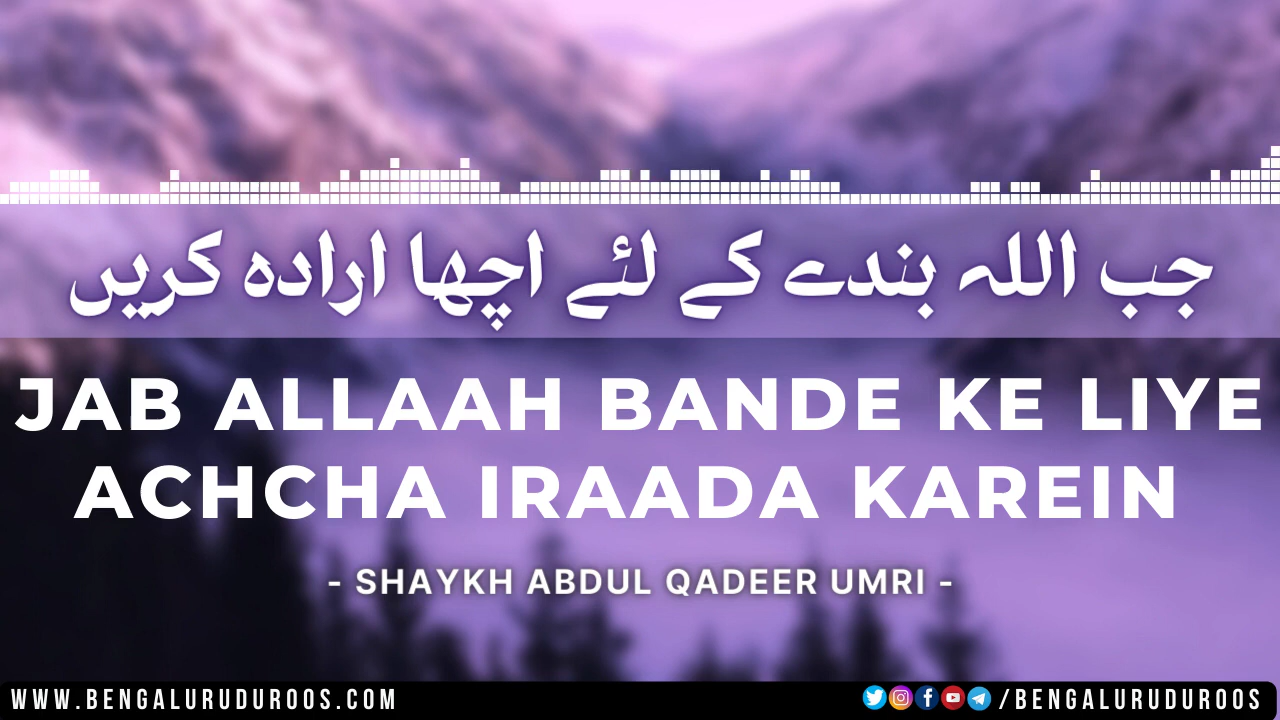 جب اللہ بندے کے لئے اچھا ارادہ کریں
JAB ALLAAH BANDE KE LIYE
ACHCHA IRAADA KAREIN
- SHAYKH ABDUL QADEER UMRI -
WWW.BENGALURUDUROOS.COM
/BENGALURUDUROOS